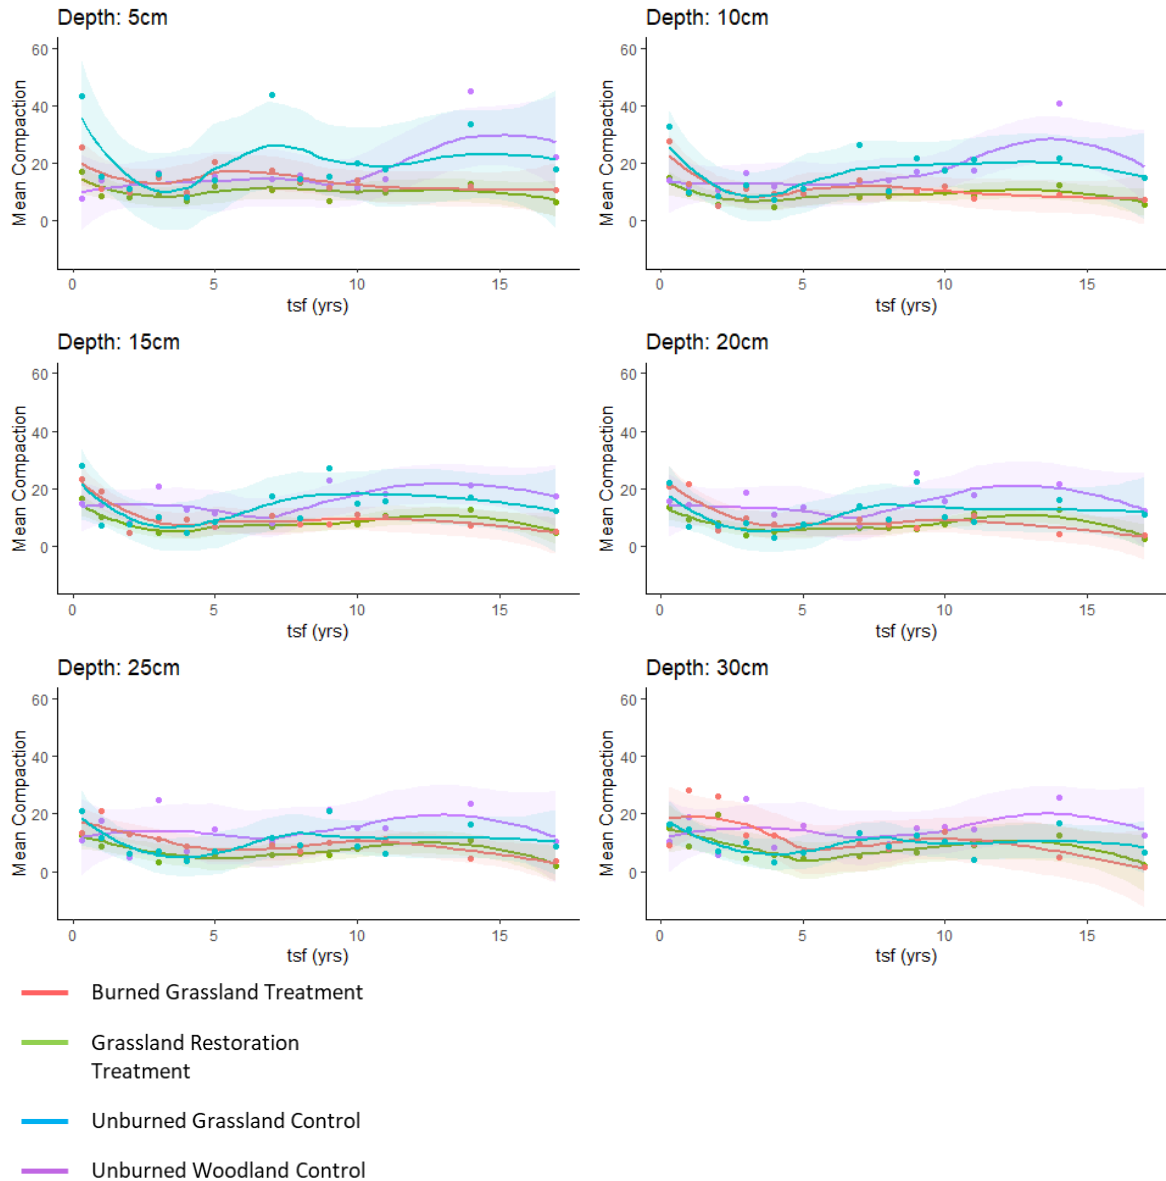 Depth: 5cm
60
40
20
0
Mean Compaction
0 5 10 15
tsf (yrs)
Depth: 10cm
60
40
20
0
Mean Compaction
0 5 10 15
tsf (yrs)
Depth: 15cm
60
40
20
0
Mean Compaction
0 5 10 15
tsf (yrs)
Depth: 20cm
60
40
20
0
Mean Compaction
0 5 10 15
tsf (yrs)
Depth: 25cm
60
40
20
0
Mean Compaction
0 5 10 15
tsf (yrs)
Depth: 30cm
60
40
20
0
Mean Compaction
0 5 10 15
tsf (yrs)
Burned Grassland Treatment
Grassland Restoration
Treatment
Unburned Grassland Control
Unburned Woodland Control